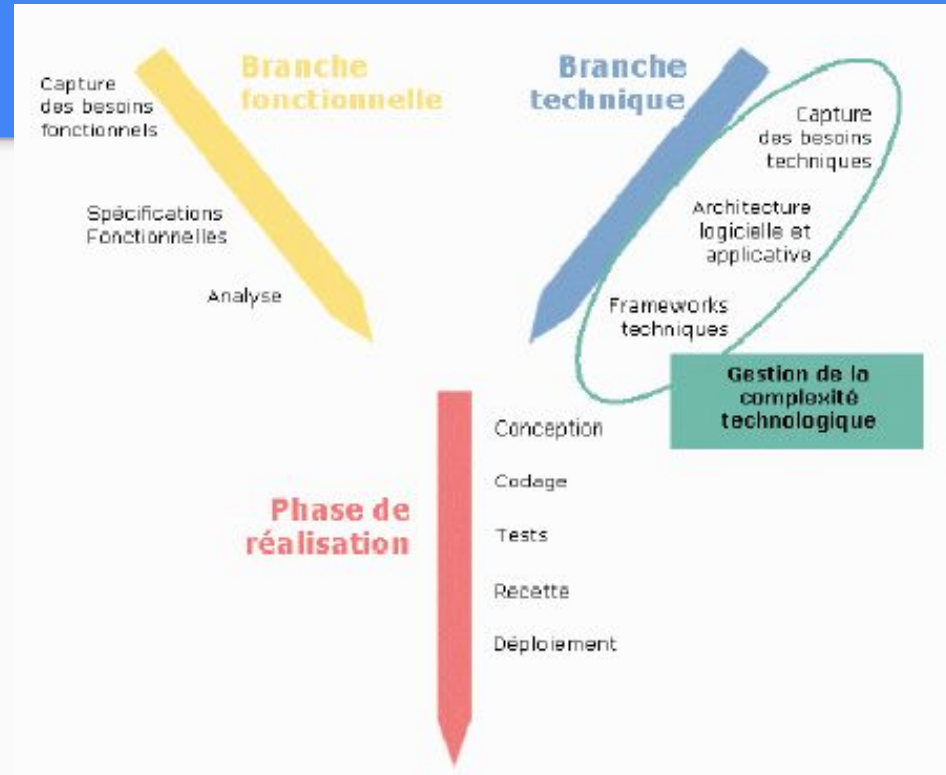 Branche
fonctionnelle
Capture
des besoins
fonctionnels
Spécifications
Fonctionnelles
Analyse
Branche
technique
Capture
des besoins
techniques
Architecture
logicielle et
applicative
Frameworks
techniques
Gestion de la
complexité
technologique
Phase de
réalisation
Conception
Codage
Tests
Recette
Déploiement